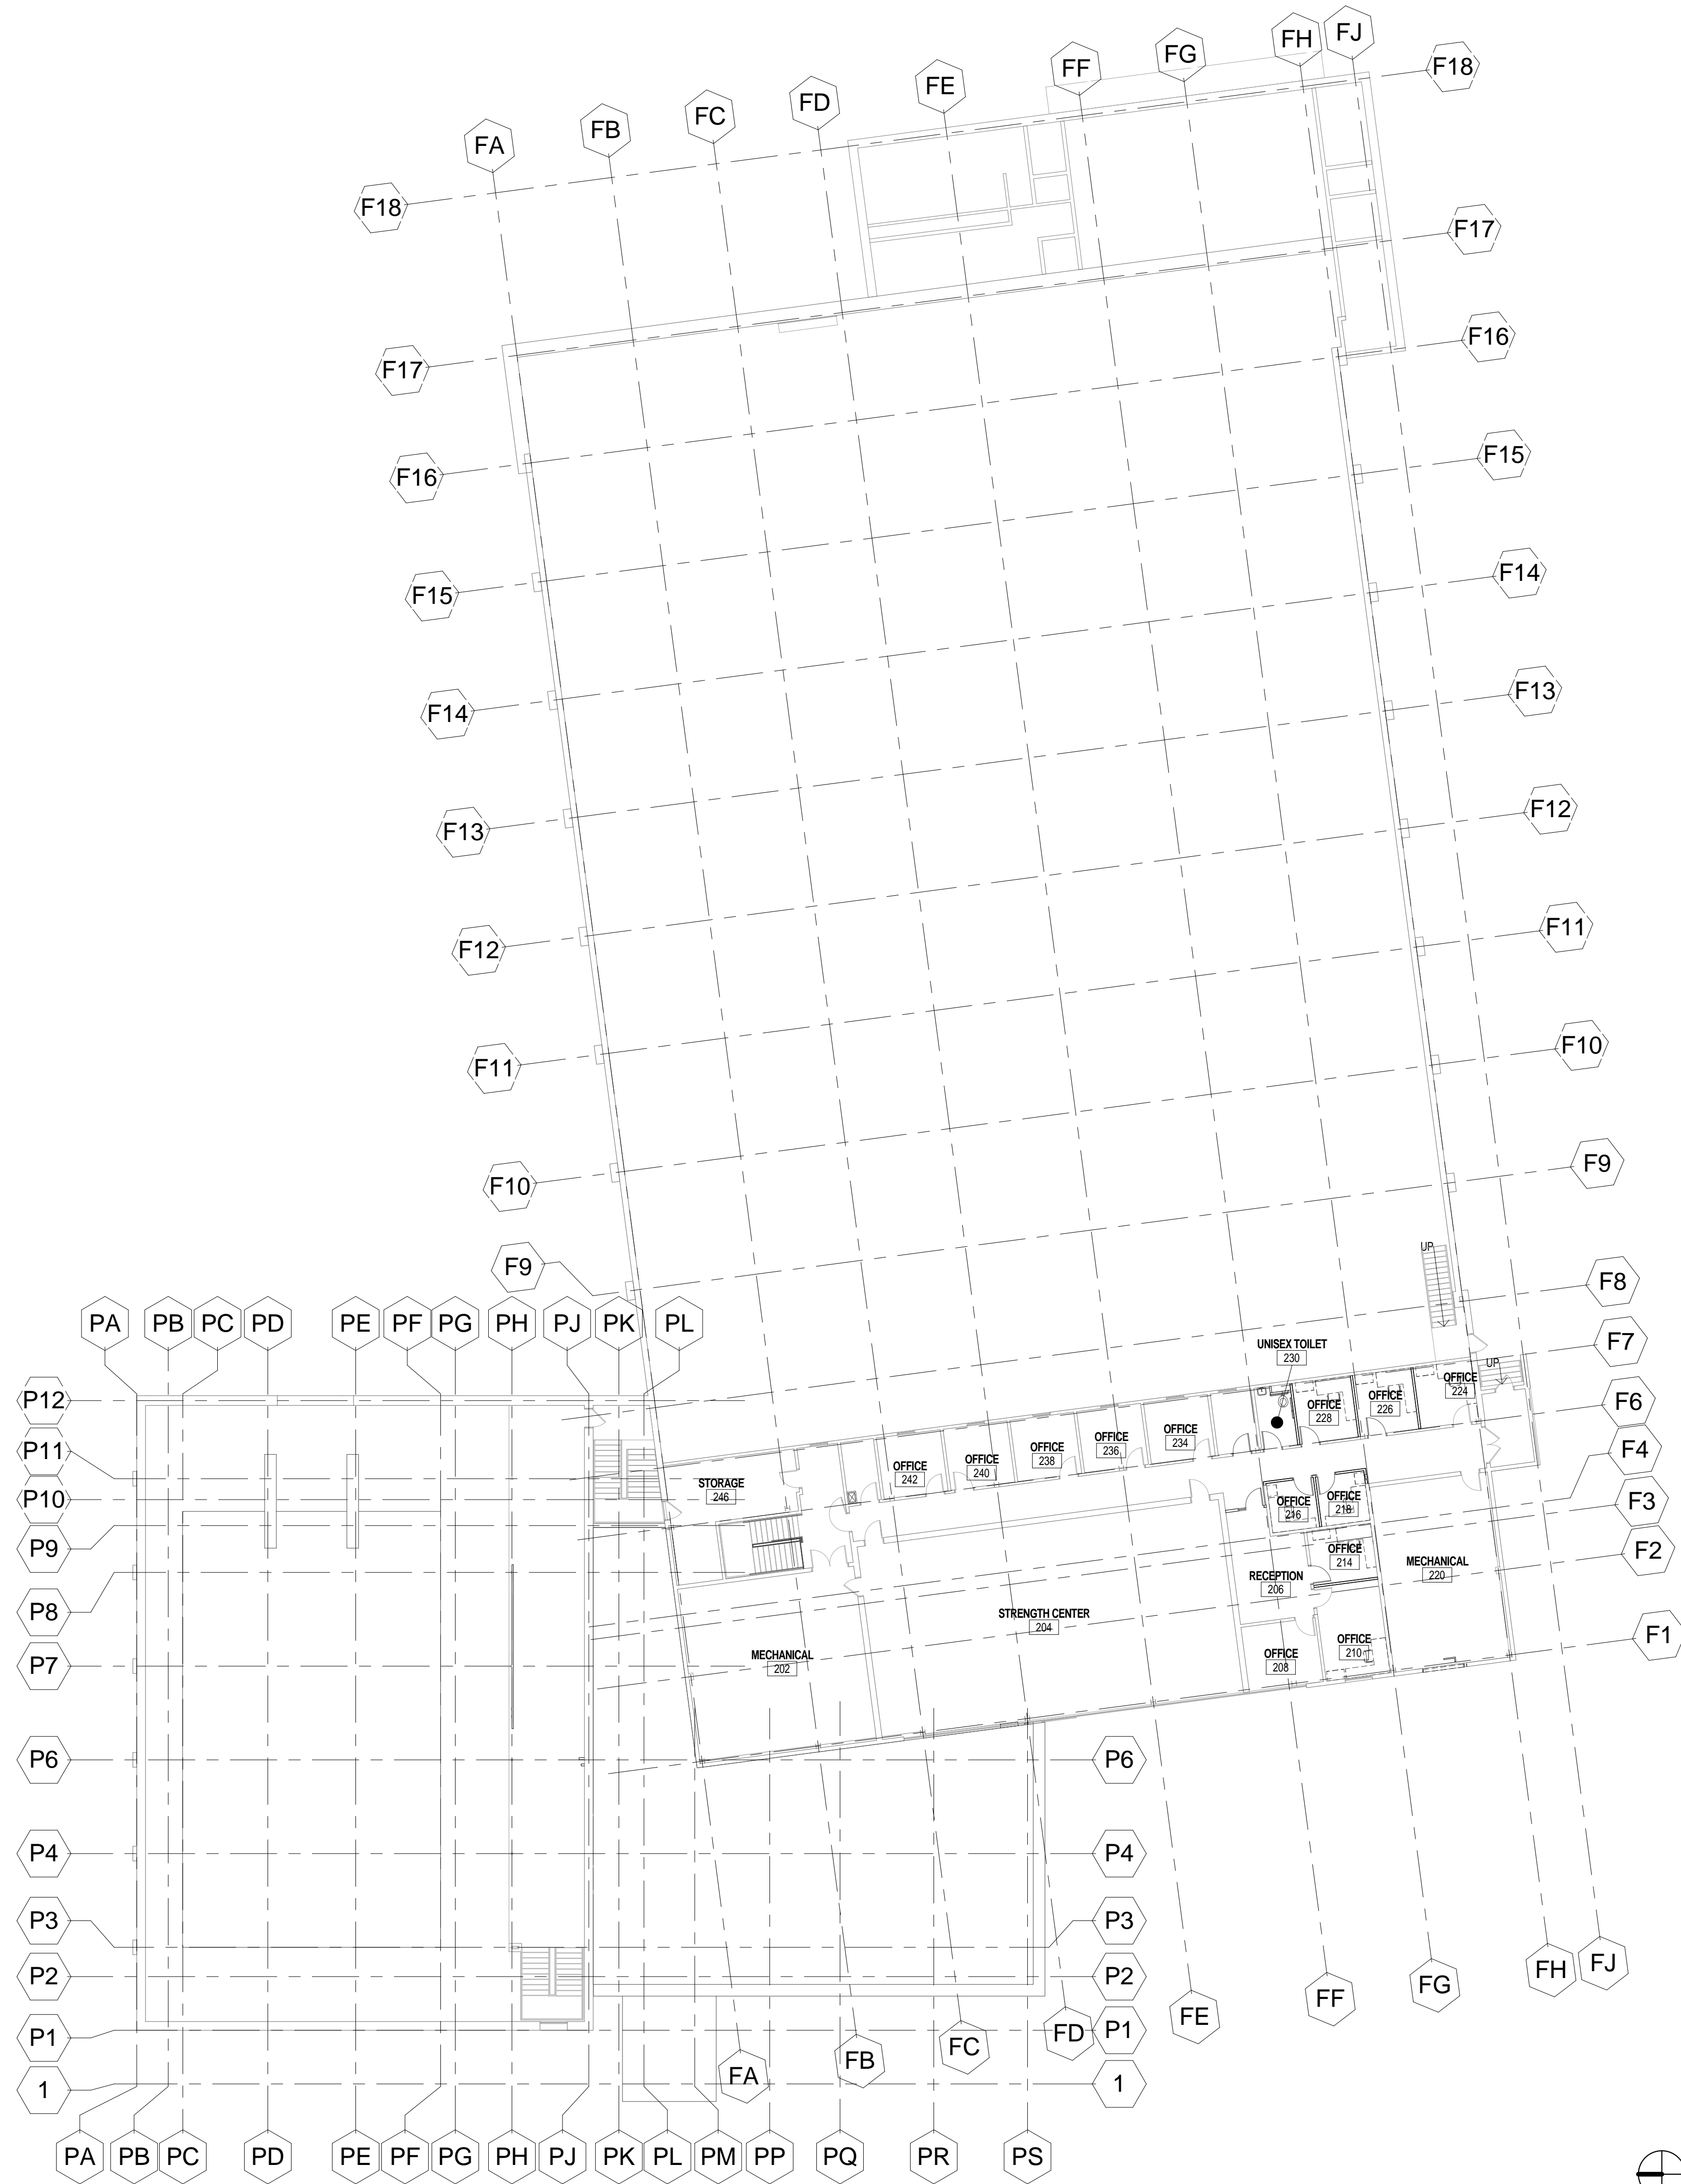 FJ
FH
FG
FF
FE
FD
FC
FB
FA
F18
F18
F17
F17
F16
F16
F15
F15
F14
F14
F13
F13
F12
F12
F11
F11
F10
F10
F9
F9
F8
F7
F6
F4
F3
F2
F1
PA
PB
PC
PD
PE
PF
PG
PH
PJ
PK
PL
P12
P11
P10
P9
P8
P7
P6
P4
P3
P2
P1
1
UP
UP
UNISEX TOILET
230
OFFICE
224
OFFICE
226
OFFICE
228
OFFICE
234
OFFICE
236
OFFICE
238
OFFICE
240
OFFICE
242
STORAGE
246
OFFICE
216
OFFICE
218
OFFICE
214
MECHANICAL
220
RECEPTION
206
STRENGTH CENTER
204
MECHANICAL
202
OFFICE
208
OFFICE
210
P6
P4
P3
P2
P1
1
FA
FB
FC
FD
FE
FF
FG
FH
FJ
PA
PB
PC
PD
PE
PF
PG
PH
PJ
PK
PL
PM
PP
PQ
PR
PS